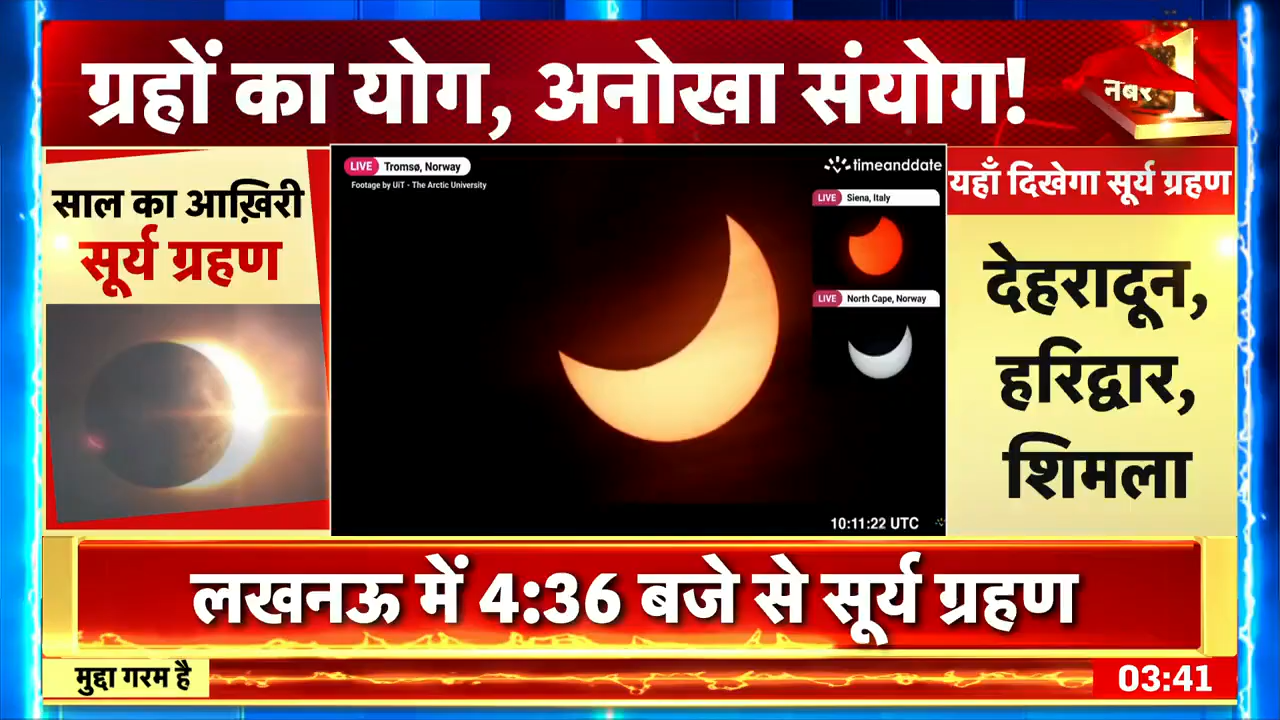 ग्रहों का योग, अनोखा संयोग!
नंबर 1
साल का आख़िरी
सूर्य ग्रहण
LIVE Tromsø, Norway
Footage by UiT - The Arctic University
timeanddate
LIVE Siena, Italy
LIVE North Cape, Norway
10:11:22 UTC
यहाँ दिखेगा सूर्य ग्रहण
देहरादून,
हरिद्वार,
शिमला
लखनऊ में 4:36 बजे से सूर्य ग्रहण
मुद्दा गरम है
03:41